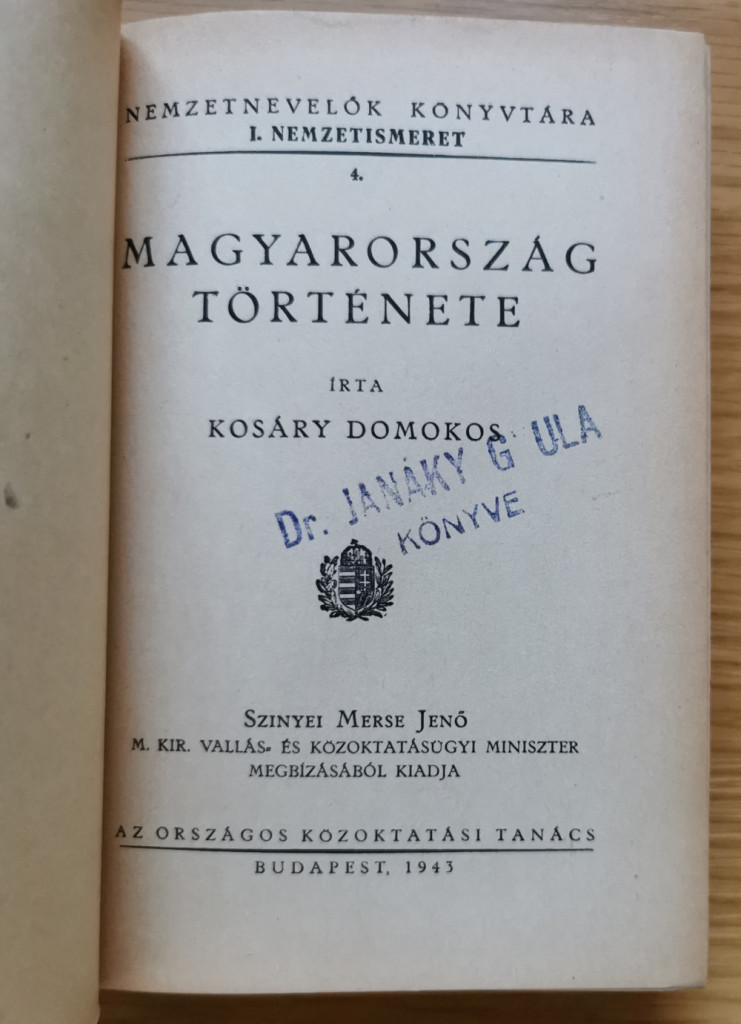 NEMZETNEVELŐK KÖNYVTÁRA
I. NEMZETISMERET
4.
MAGYARORSZÁG
TÖRTÉNETE
ÍRTA
KOSÁRY DOMOKOS
Dr. JANÁKY G ULA
KÖNYVE
SZINYEI MERSE JENŐ
M. KIR. VALLÁS- ÉS KÖZOKTATÁSÜGYI MINISZTER
MEGBÍZÁSÁBÓL KIADJA
AZ ORSZÁGOS KÖZOKTATÁSI TANÁCS
BUDAPEST, 1943